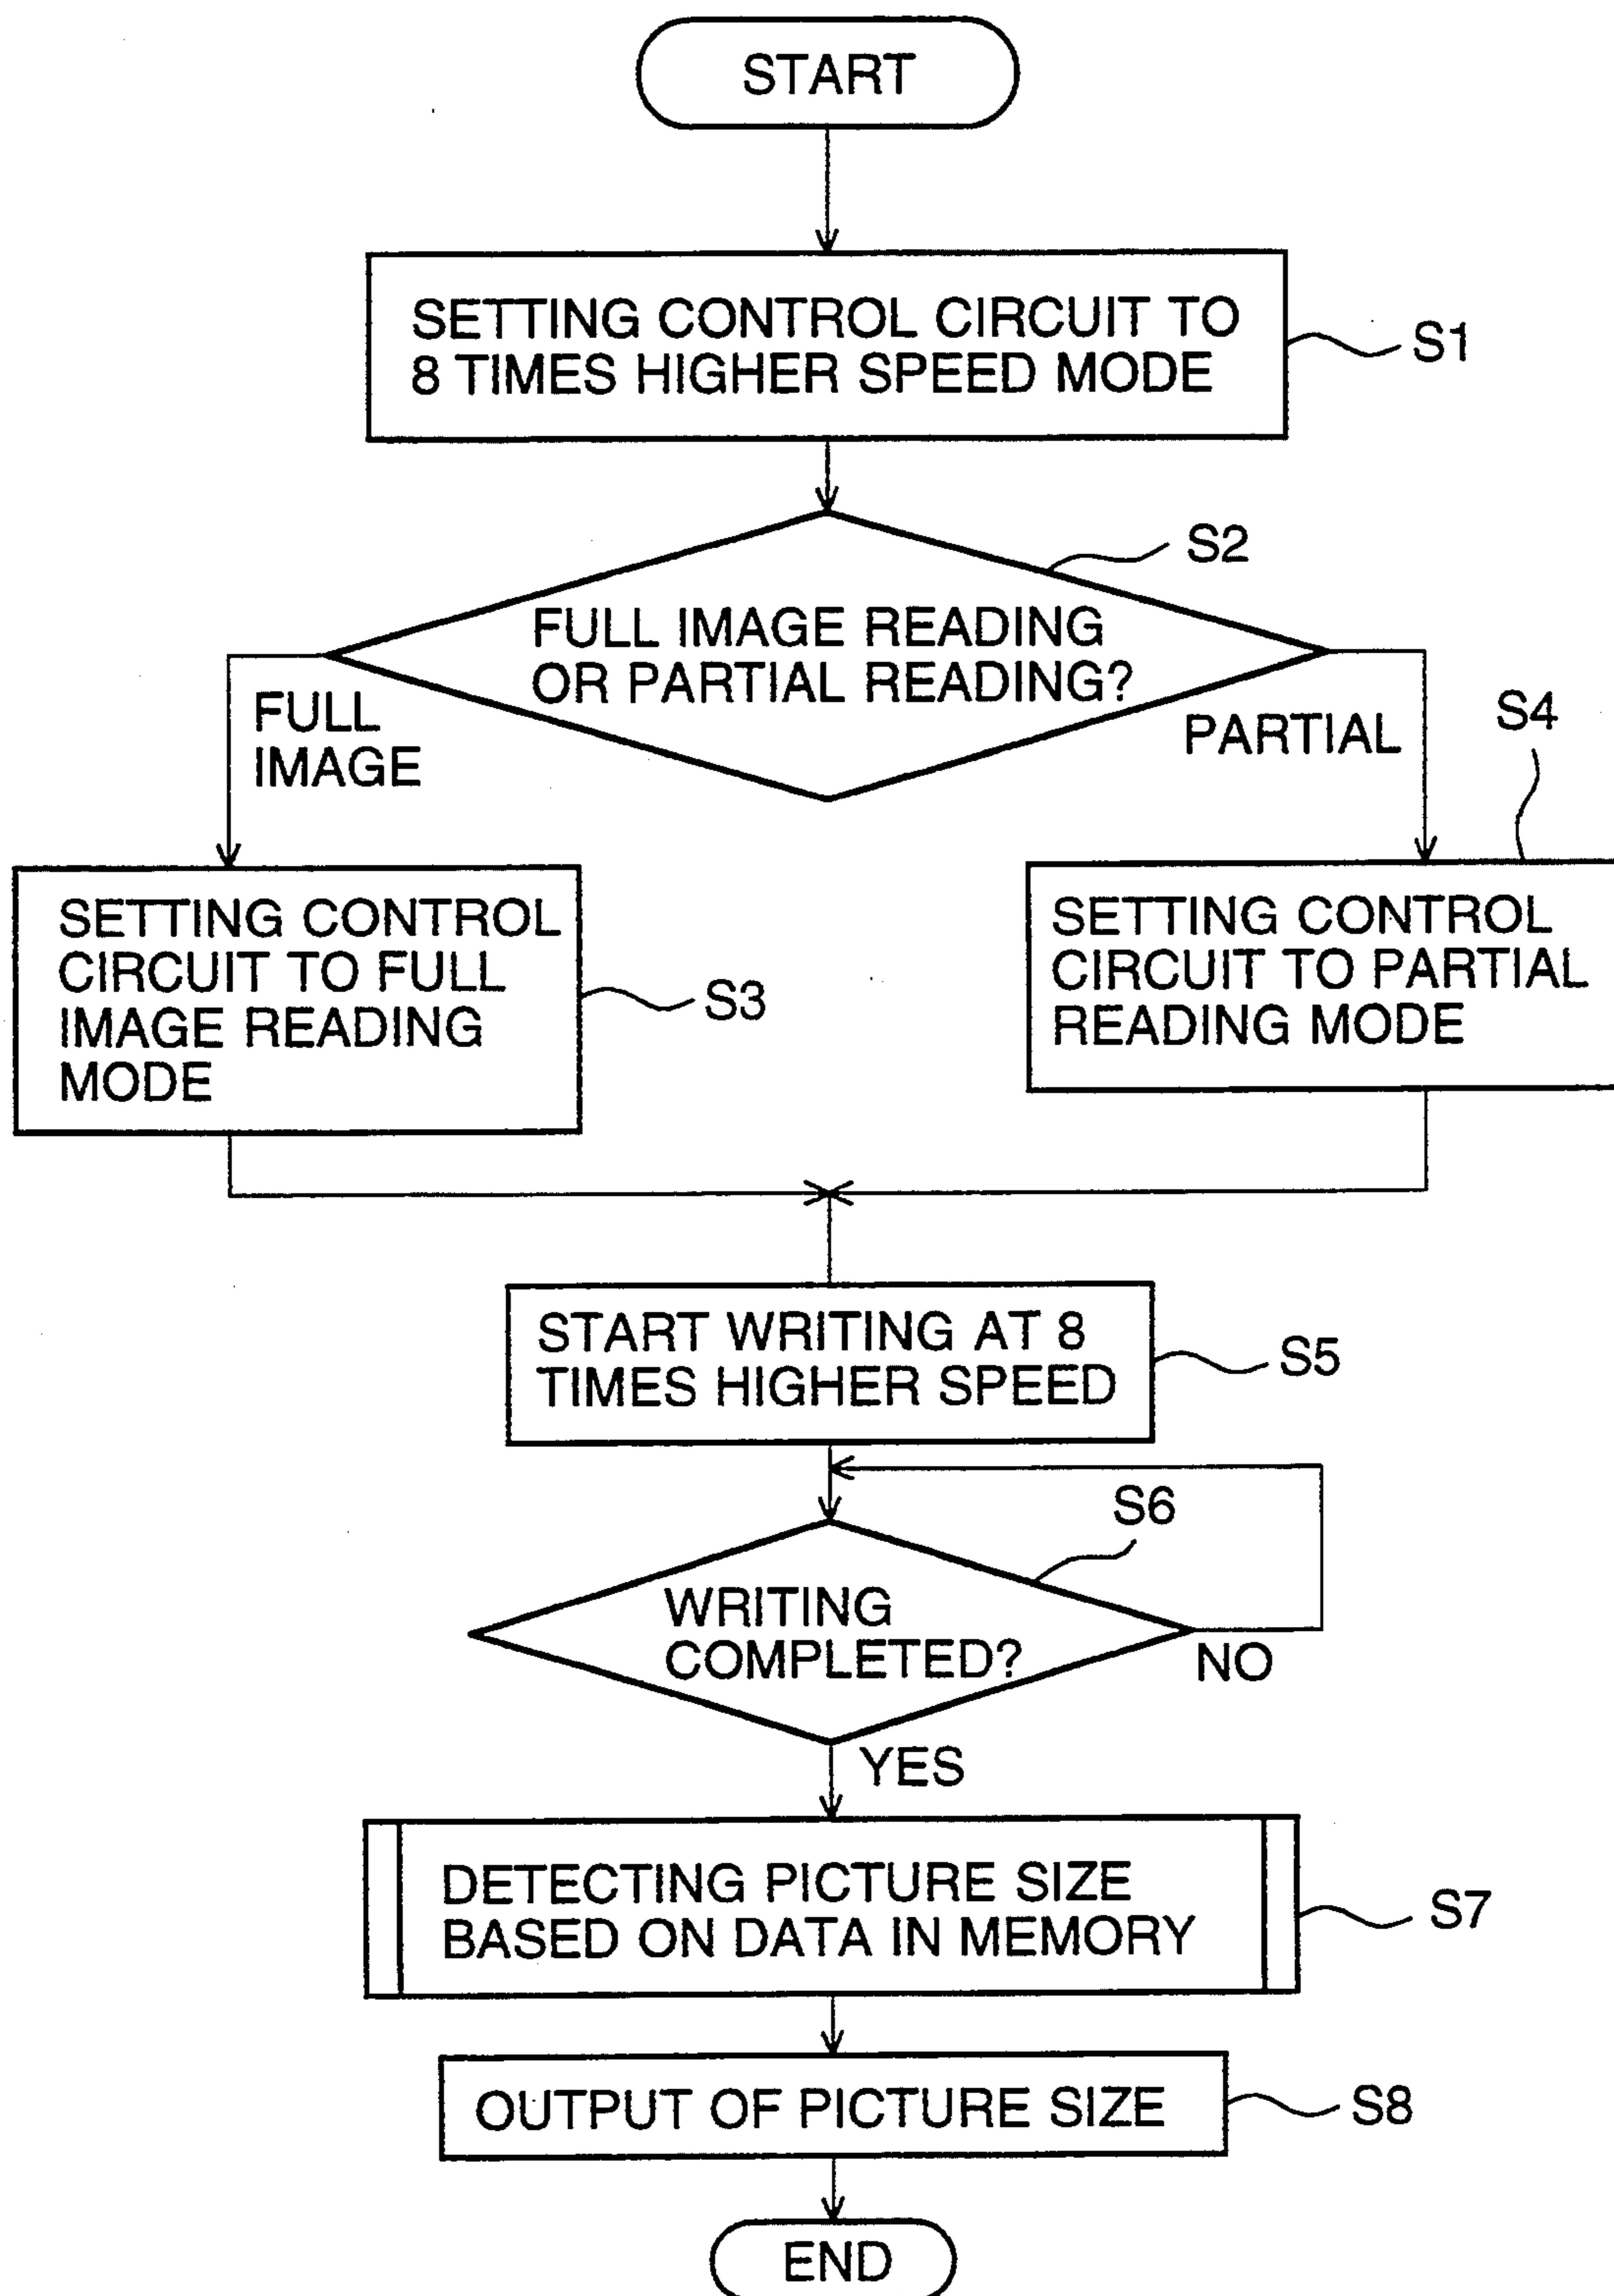 START
SETTING CONTROL CIRCUIT TO
8 TIMES HIGHER SPEED MODE
S1
S2
FULL IMAGE READING
OR PARTIAL READING?
FULL
IMAGE
PARTIAL
S4
SETTING CONTROL
CIRCUIT TO FULL
IMAGE READING
MODE
S3
SETTING CONTROL
CIRCUIT TO PARTIAL
READING MODE
START WRITING AT 8
TIMES HIGHER SPEED
S5
S6
WRITING
COMPLETED?
NO
YES
DETECTING PICTURE SIZE
BASED ON DATA IN MEMORY
S7
OUTPUT OF PICTURE SIZE
S8
END